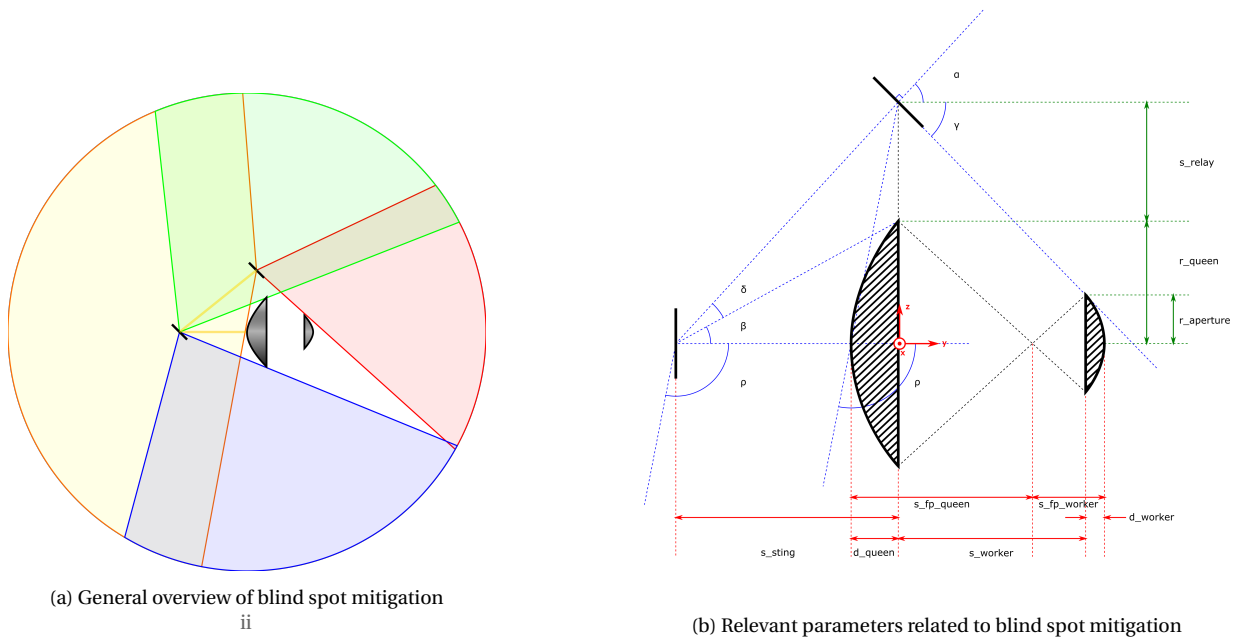 α
γ
s_relay
r_queen
r_aperture
δ
β
ρ
z
y
x
ρ
s_fp_queen
s_fp_worker
d_worker
s_sting
d_queen
s_worker
(a) General overview of blind spot mitigation
ii
(b) Relevant parameters related to blind spot mitigation